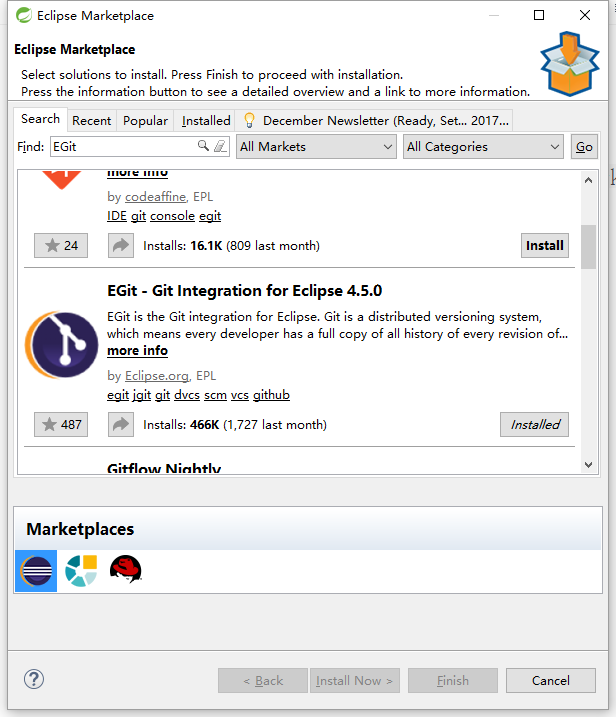 Eclipse Marketplace
Eclipse Marketplace
Select solutions to install. Press Finish to proceed with installation.
Press the information button to see a detailed overview and a link to more information.
Search Recent Popular Installed December Newsletter (Ready, Set... 2017...
Find: EGit All Markets All Categories Go
more info
by codeaffine, EPL
IDE git console egit
24 Installs: 16.1K (809 last month) Install
EGit - Git Integration for Eclipse 4.5.0
EGit is the Git integration for Eclipse. Git is a distributed versioning system,
which means every developer has a full copy of all history of every revision of...
more info
by Eclipse.org, EPL
egit jgit git dvcs scm vcs github
487 Installs: 466K (1,727 last month) Installed
Gitflow Nightly
Marketplaces
? < Back Install Now > Finish Cancel